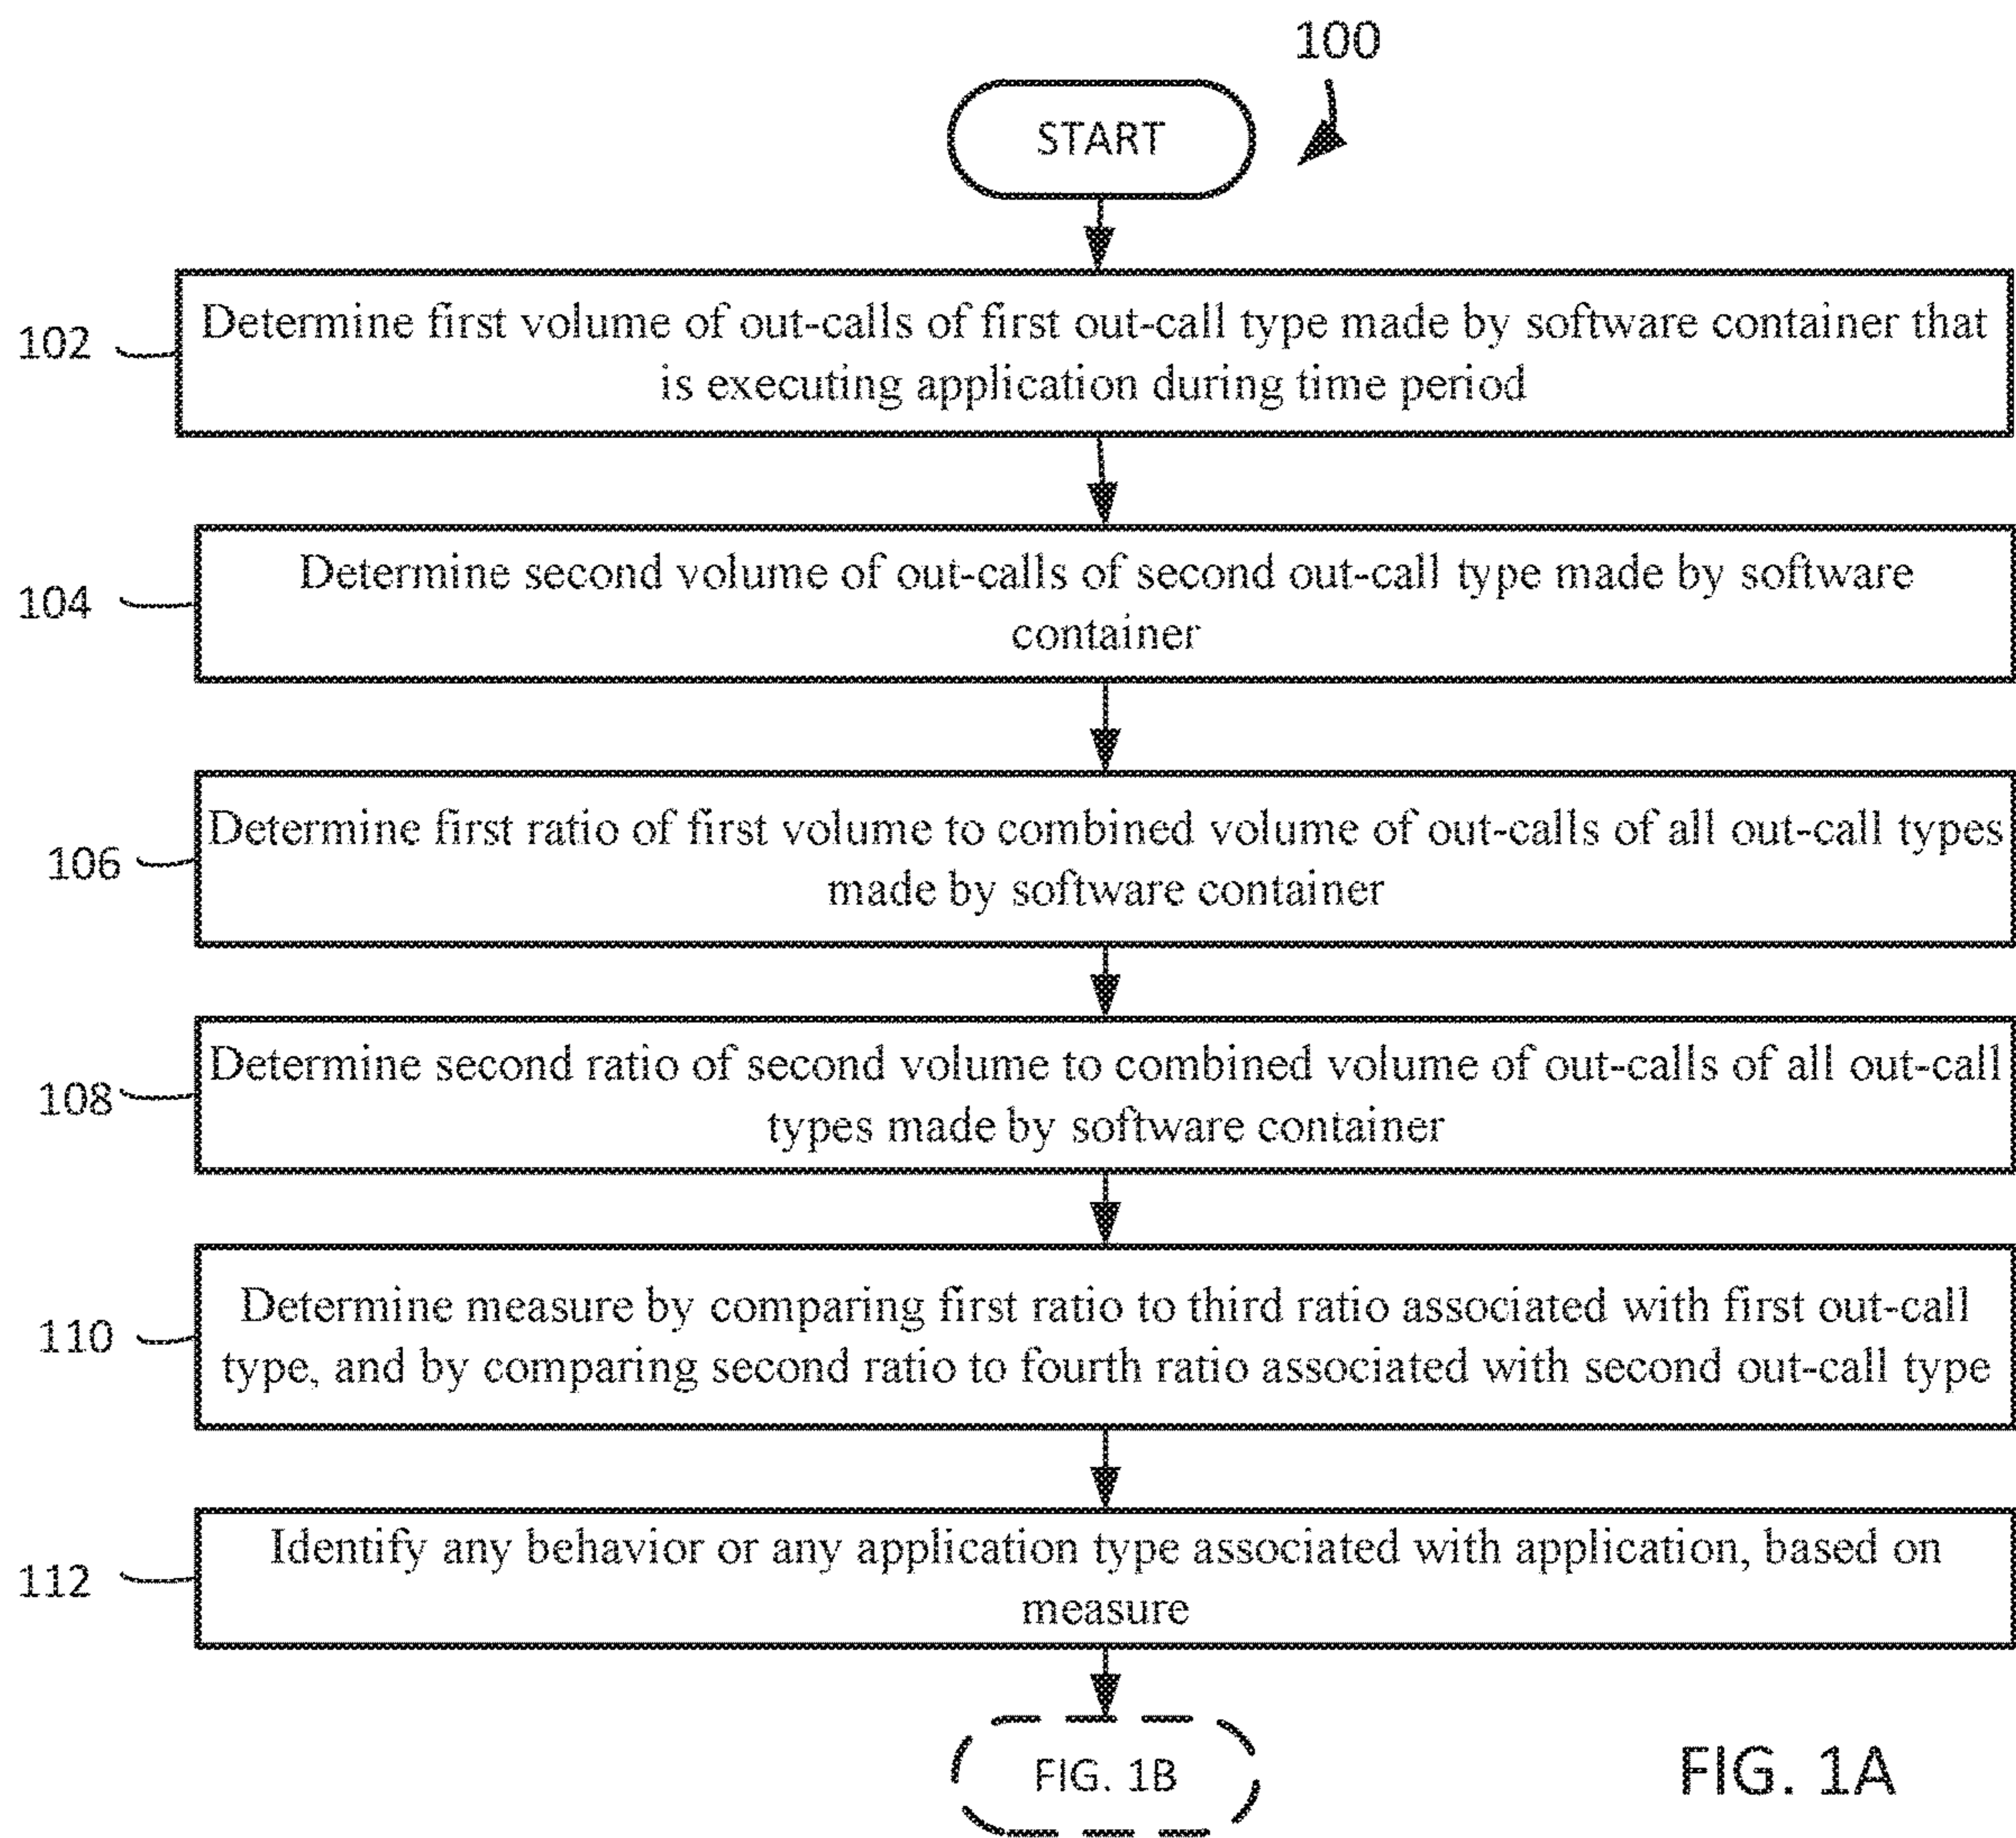 100
START
102
Determine first volume of out-calls of first out-call type made by software container that
is executing application during time period
104
Determine second volume of out-calls of second out-call type made by software
container
106
Determine first ratio of first volume to combined volume of out-calls of all out-call types
made by software container
108
Determine second ratio of second volume to combined volume of out-calls of all out-call
types made by software container
110
Determine measure by comparing first ratio to third ratio associated with first out-call
type, and by comparing second ratio to fourth ratio associated with second out-call type
112
Identify any behavior or any application type associated with application, based on
measure
FIG. 1B
FIG. 1A